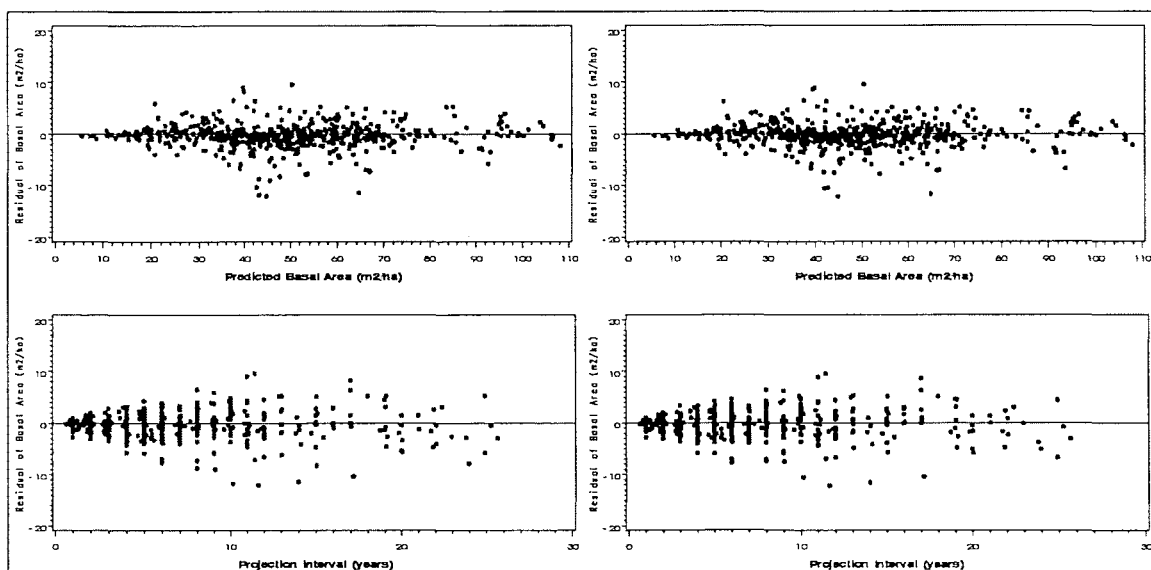 20
10
0
-10
-20
Residual of Basal Area (m2/ha)
0 10 20 30 40 50 60 70 80 90 100 110
Predicted Basal Area (m2/ha)
20
10
0
-10
-20
Residual of Basal Area (m2/ha)
0 10 20 30 40 50 60 70 80 90 100 110
Predicted Basal Area (m2/ha)
20
10
0
-10
-20
Residual of Basal Area (m2/ha)
0 10 20 30
Projection Interval (years)
20
10
0
-10
-20
Residual of Basal Area (m2/ha)
0 10 20 30
Projection Interval (years)